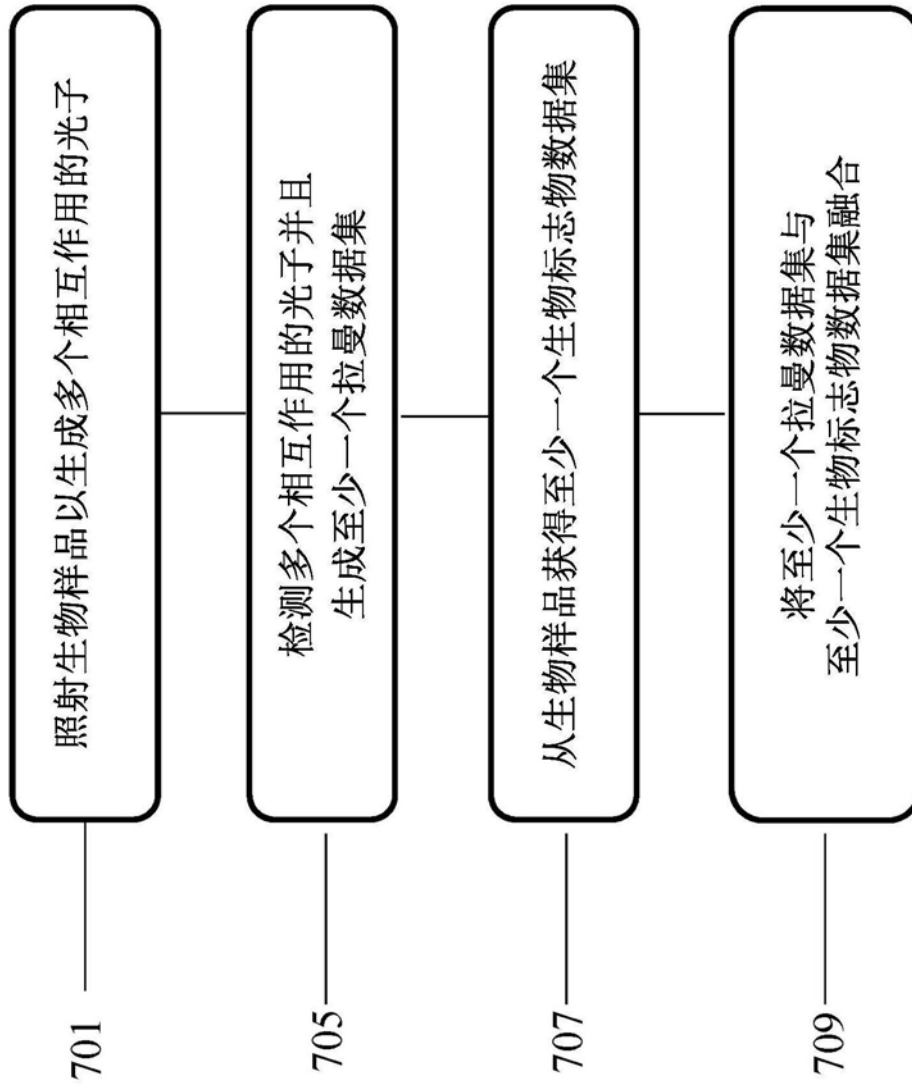 701
照射生物样品以生成多个相互作用的光子
705
检测多个相互作用的光子并且
生成至少一个拉曼数据集
707
从生物样品获得至少一个生物标志物数据集
709
将至少一个拉曼数据集与
至少一个生物标志物数据集融合